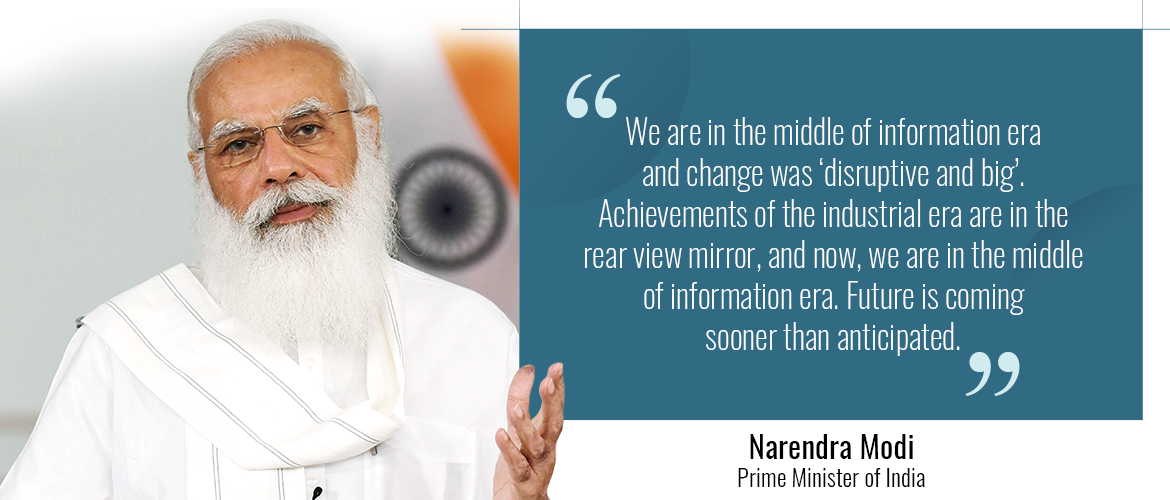 “We are in the middle of information era
and change was ‘disruptive and big’.
Achievements of the industrial era are in the
rear view mirror, and now, we are in the middle
of information era. Future is coming
sooner than anticipated.”
Narendra Modi
Prime Minister of India